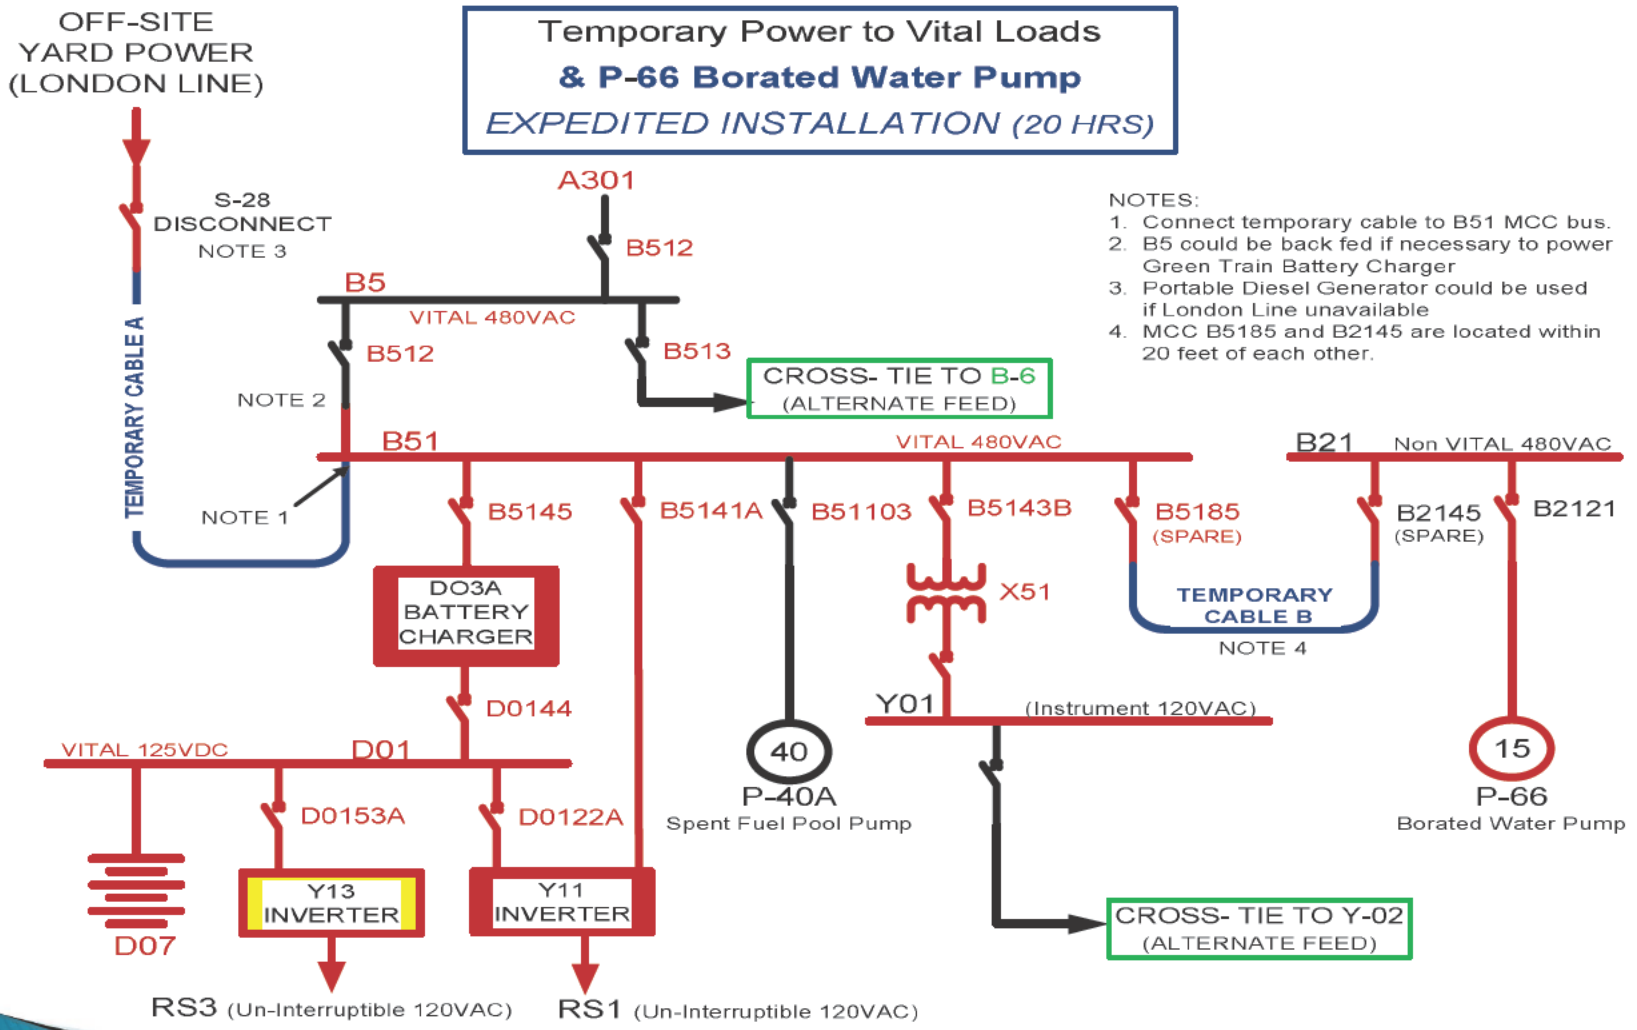 OFF-SITE
YARD POWER
(LONDON LINE)
Temporary Power to Vital Loads
& P-66 Borated Water Pump
EXPEDITED INSTALLATION (20 HRS)
S-28
DISCONNECT
NOTE 3
A301
B512
NOTES:
1. Connect temporary cable to B51 MCC bus.
2. B5 could be back fed if necessary to power
Green Train Battery Charger
3. Portable Diesel Generator could be used
if London Line unavailable
4. MCC B5185 and B2145 are located within
20 feet of each other.
B5
VITAL 480VAC
B512
B513
CROSS- TIE TO B-6
(ALTERNATE FEED)
NOTE 2
TEMPORARY CABLE A
B51
VITAL 480VAC
B21
Non VITAL 480VAC
NOTE 1
B5145
B5141A
B51103
B5143B
B5185
(SPARE)
B2145
(SPARE)
B2121
DO3A
BATTERY
CHARGER
X51
TEMPORARY
CABLE B
NOTE 4
D0144
Y01
(Instrument 120VAC)
VITAL 125VDC
D01
40
P-40A
Spent Fuel Pool Pump
15
P-66
Borated Water Pump
D0153A
D0122A
D07
Y13
INVERTER
Y11
INVERTER
CROSS- TIE TO Y-02
(ALTERNATE FEED)
RS3 (Un-Interruptible 120VAC)
RS1 (Un-Interruptible 120VAC)